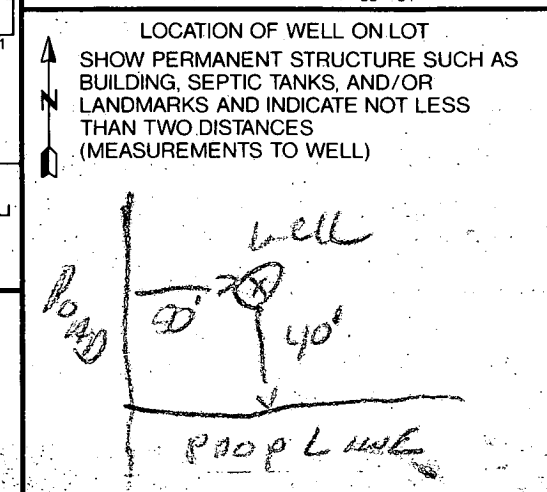 LOCATION OF WELL ON LOT
SHOW PERMANENT STRUCTURE SUCH AS
BUILDING, SEPTIC TANKS, AND/OR
N LANDMARKS AND INDICATE NOT LESS
THAN TWO DISTANCES
(MEASUREMENTS TO WELL)
well
ROAD
40'
PROP LINE